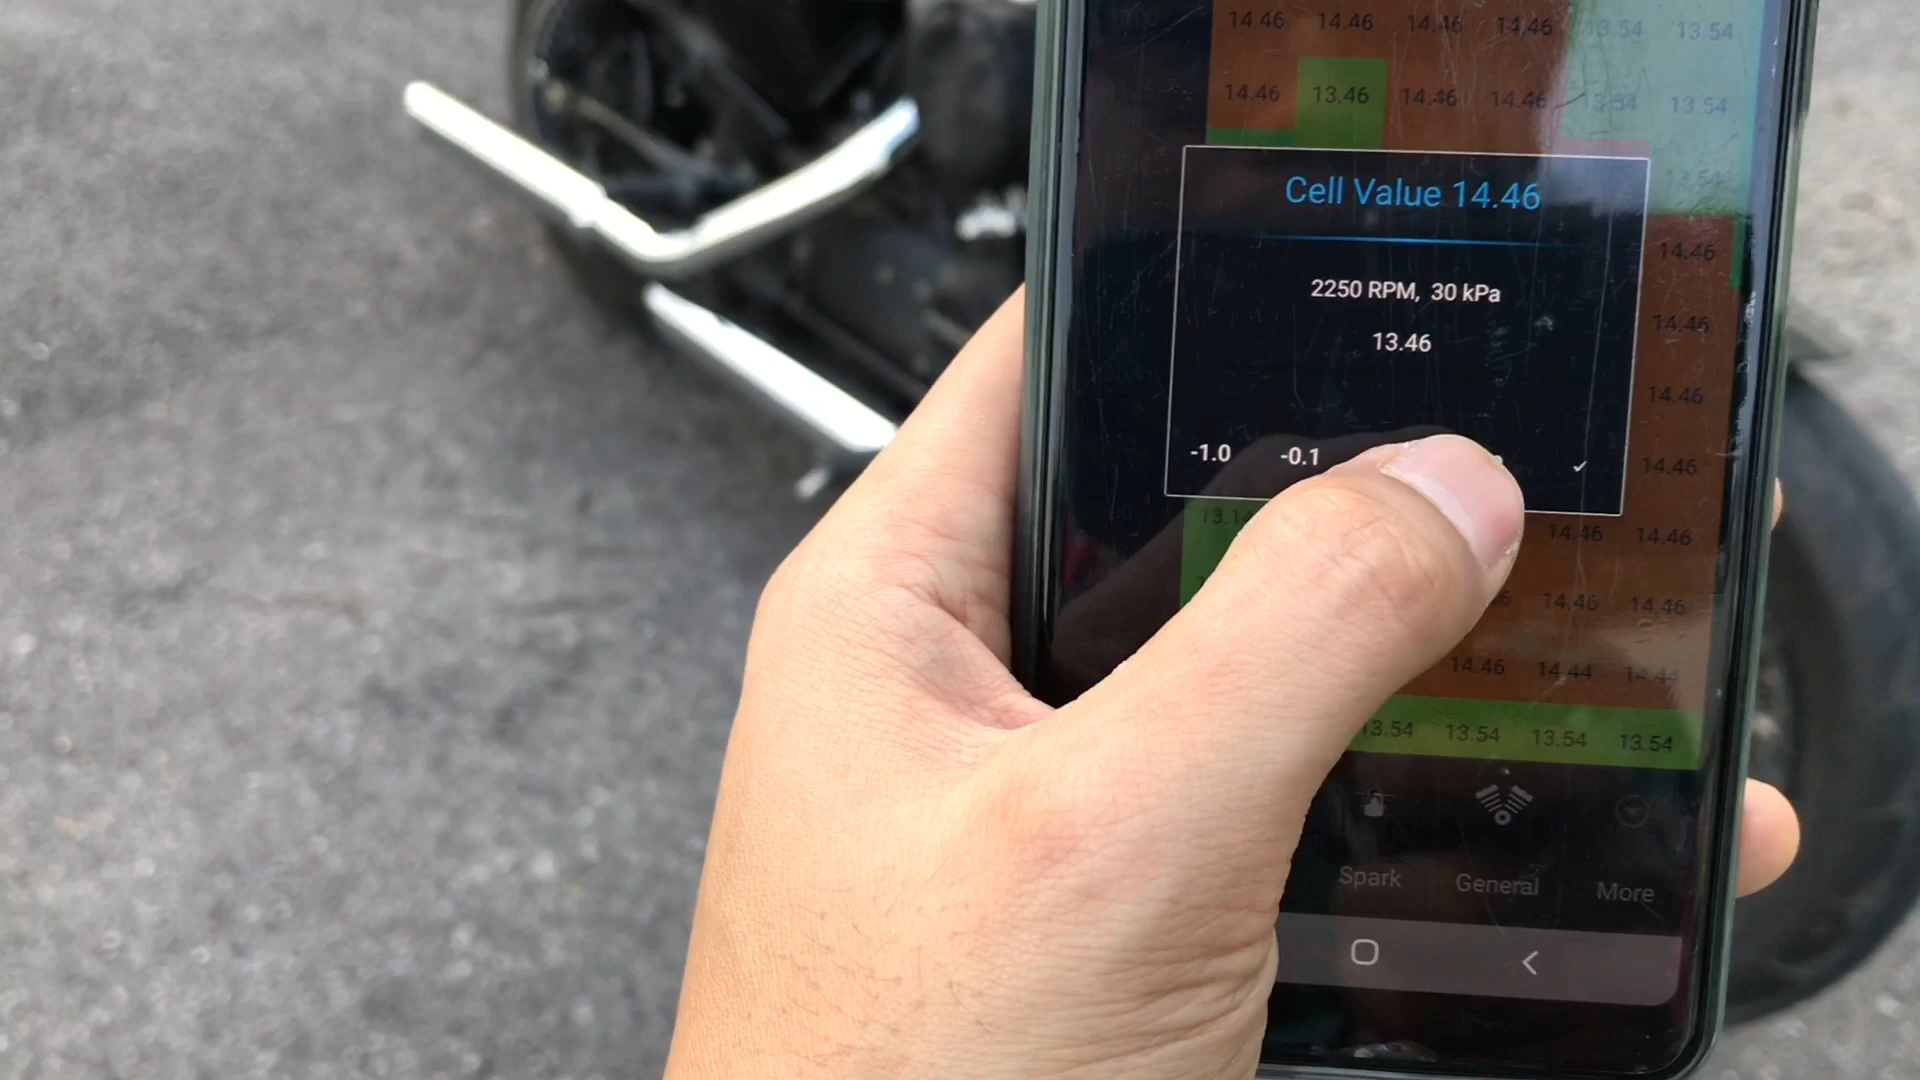 14.46 14.46 14.46 14.46 13.54 13.54
14.46 13.46 14.46 14.46 13.54 13.54
13.54
Cell Value 14.46
14.46
2250 RPM, 30 kPa
14.46
13.46
14.46
-1.0 -0.1 ✓
14.46
14.46 14.46
14.46 14.46
14.46 14.44 14.44
13.54 13.54 13.54 13.54
Spark General More